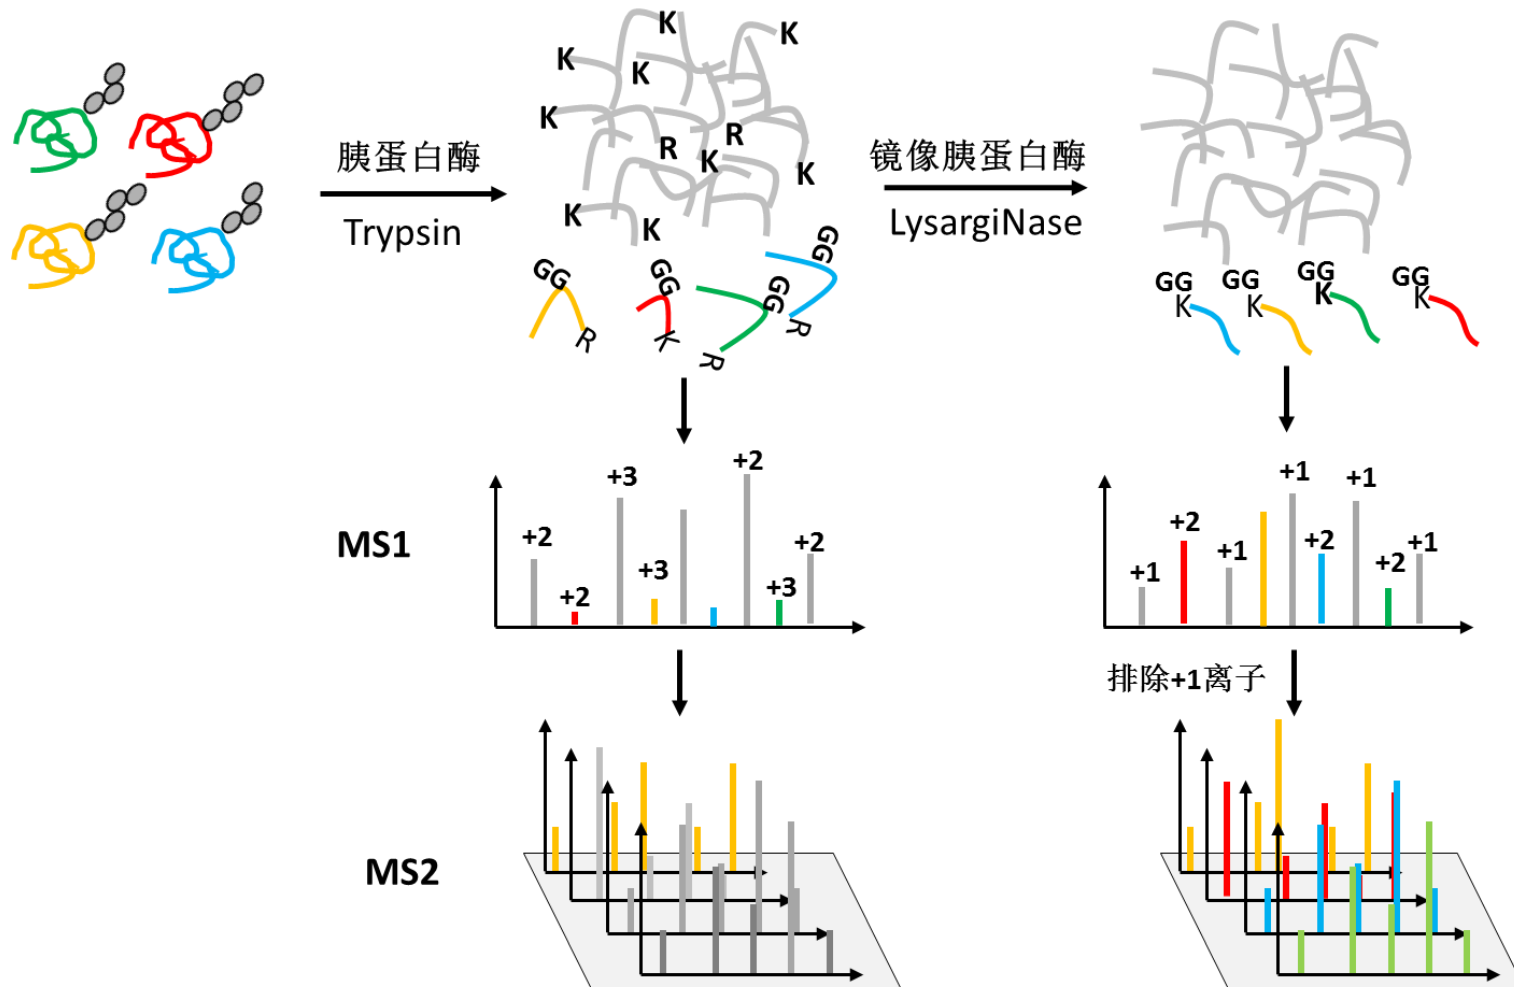 K
K
K
K
K
R
R
K
K
K
K
胰蛋白酶
Trypsin
镜像胰蛋白酶
LysargiNase
GG
R
GG
K
GG
R
GG
R
GG
K
GG
K
GG
K
GG
K
MS1
+2
+2
+3
+3
+2
+3
+2
+1
+2
+1
+1
+2
+1
+2
+1
排除+1离子
MS2